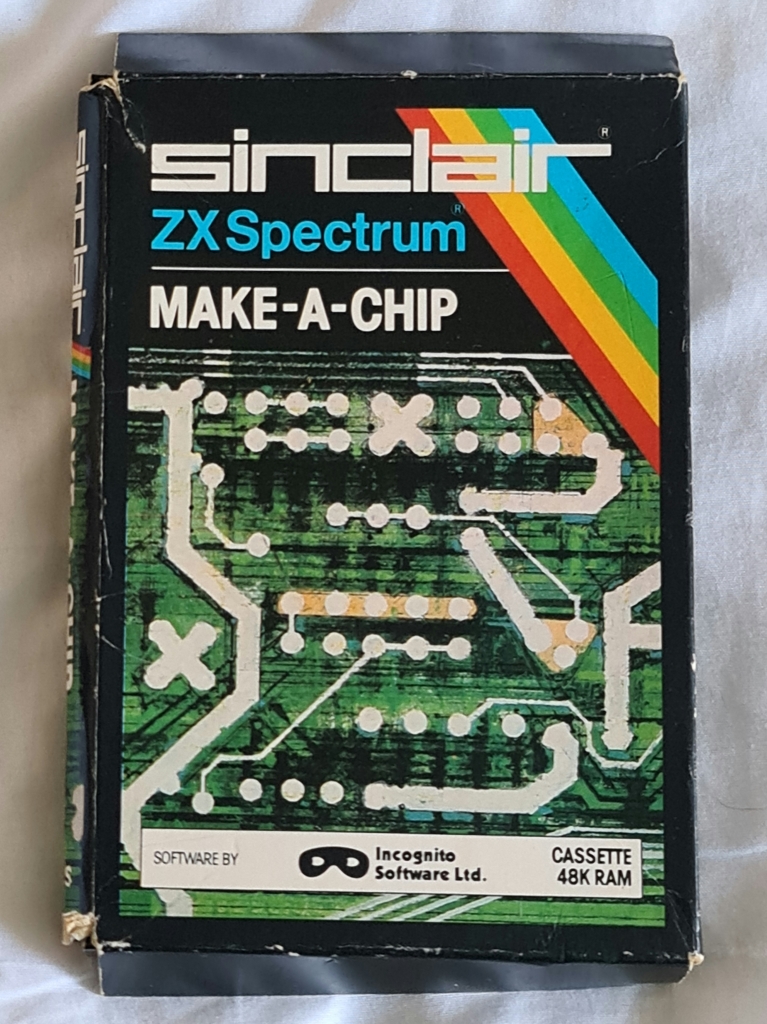 sinclair®
ZX Spectrum®
MAKE-A-CHIP
SOFTWARE BY
Incognito
Software Ltd.
CASSETTE
48K RAM
sinclair